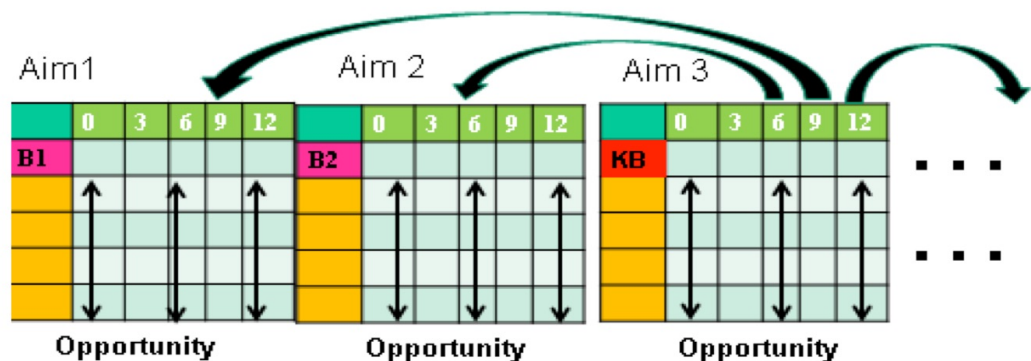 Aim1 Aim 2 Aim 3
0 3 6 9 12 0 3 6 9 12 0 3 6 9 12
B1 B2 KB
Opportunity Opportunity Opportunity